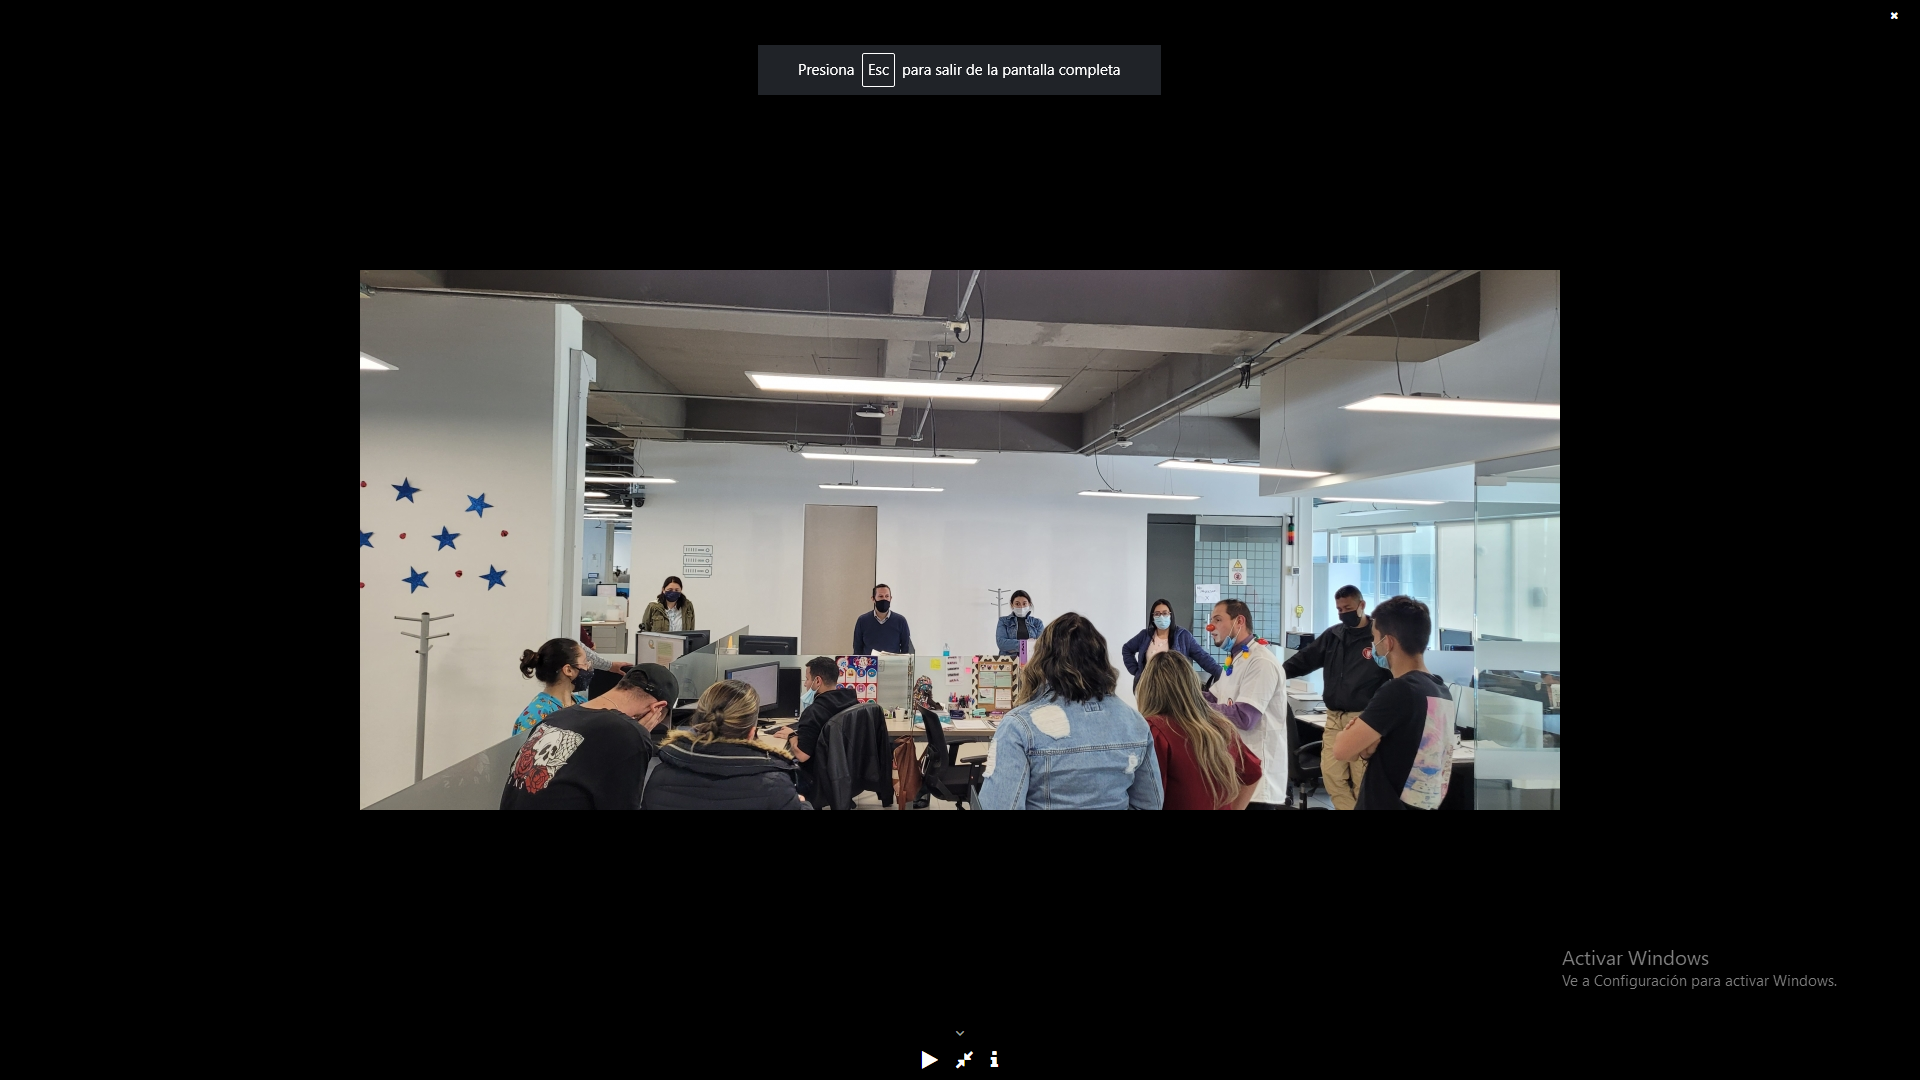 Presiona Esc para salir de la pantalla completa
Activar Windows
Ve a Configuración para activar Windows.